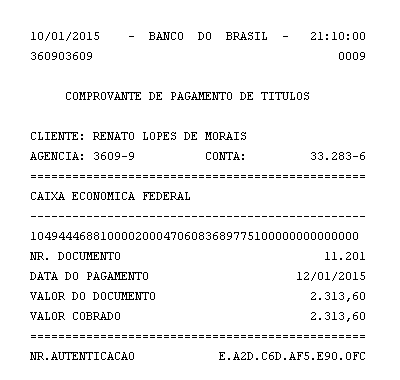 10/01/2015 - BANCO DO BRASIL - 21:10:00
360903609 0009
COMPROVANTE DE PAGAMENTO DE TITULOS
CLIENTE: RENATO LOPES DE MORAIS
AGENCIA: 3609-9 CONTA: 33.283-6
================================================
CAIXA ECONOMICA FEDERAL
------------------------------------------------
10494446881000020004706083689775100000000000000
NR. DOCUMENTO 11.201
DATA DO PAGAMENTO 12/01/2015
VALOR DO DOCUMENTO 2.313,60
VALOR COBRADO 2.313,60
================================================
NR.AUTENTICACAO E.A2D.C6D.AF5.E90.0FC